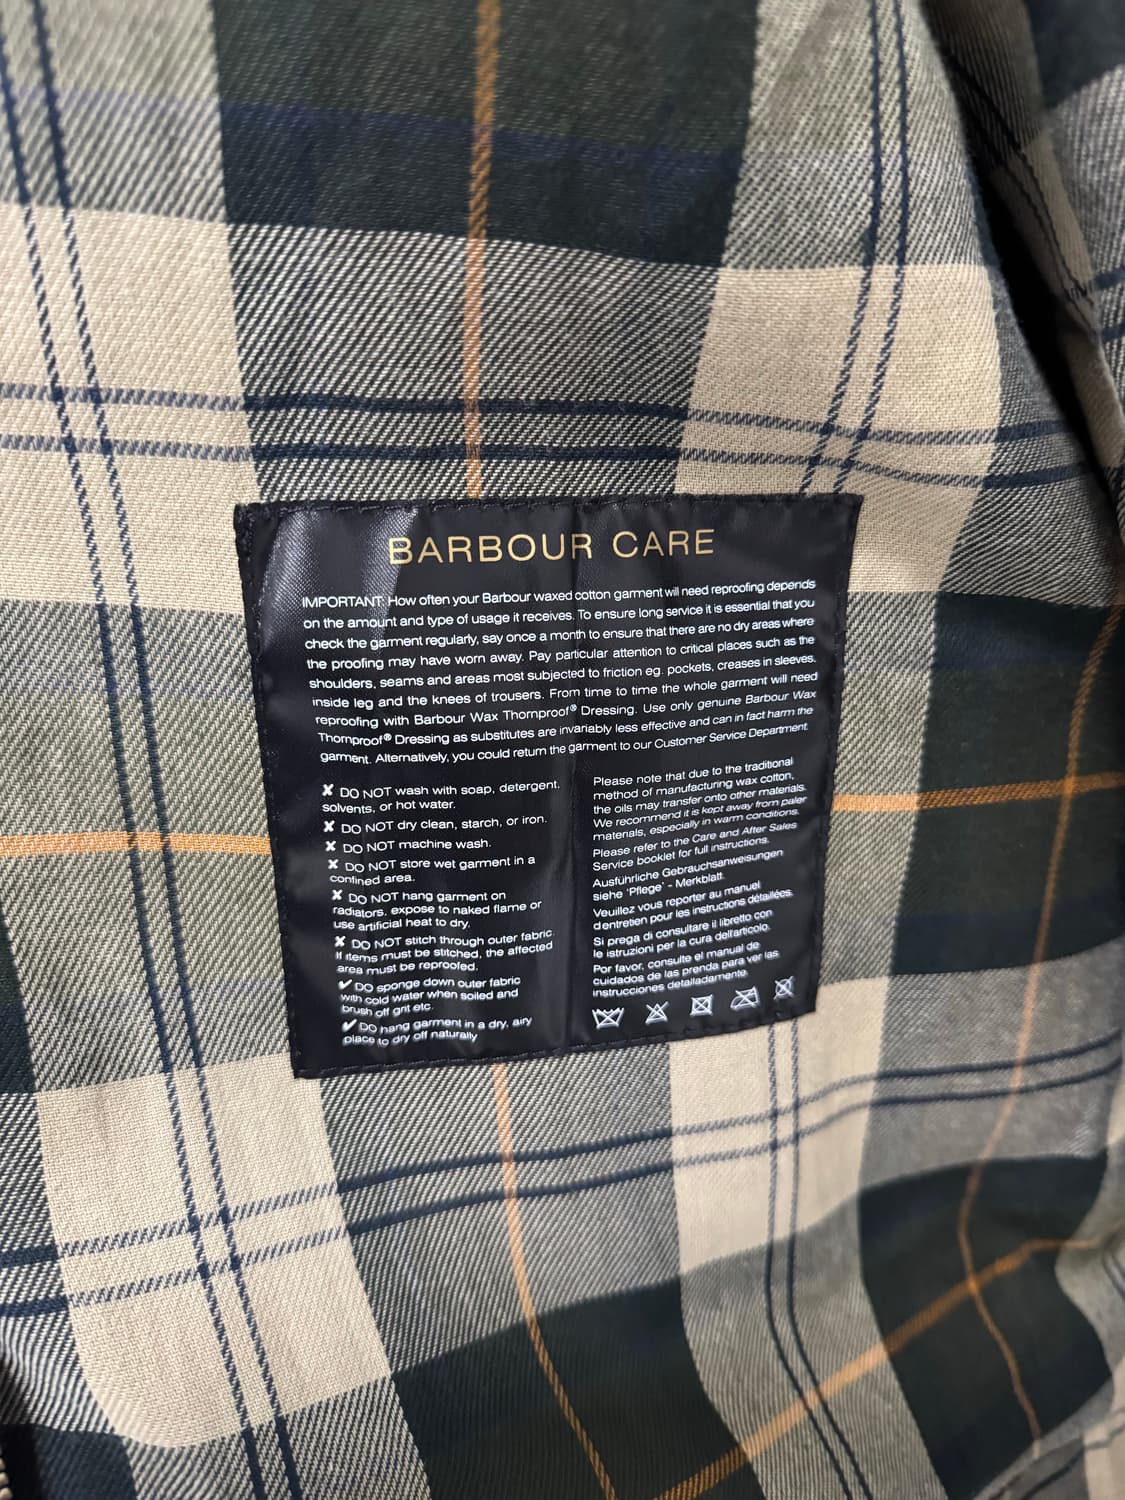 BARBOUR CARE
IMPORTANT: How often your Barbour waxed cotton garment will need reproofing depends
on the amount and type of usage it receives. To ensure long service it is essential that you
check the garment regularly, say once a month to ensure that there are no dry areas where
the proofing may have worn away. Pay particular attention to critical places such as the
shoulders, seams and areas most subjected to friction eg. pockets, creases in sleeves,
inside leg and the knees of trousers. From time to time the whole garment will need
reproofing with Barbour Wax Thornproof® Dressing. Use only genuine Barbour Wax
Thornproof® Dressing as substitutes are invariably less effective and can in fact harm the
garment. Alternatively, you could return the garment to our Customer Service Department.
✘ DO NOT wash with soap, detergent,
solvents, or hot water.
✘ DO NOT dry clean, starch, or iron.
✘ DO NOT machine wash.
✘ DO NOT store wet garment in a
confined area.
✘ DO NOT hang garment on
radiators, expose to naked flame or
use artificial heat to dry.
✘ DO NOT stitch through outer fabric.
If items must be stitched, the affected
area must be reproofed.
✔ DO sponge down outer fabric
with cold water when soiled and
brush off grit etc.
✔ DO hang garment in a dry, airy
place to dry off naturally
Please note that due to the traditional
method of manufacturing wax cotton,
the oils may transfer onto other materials.
We recommend it is kept away from paler
materials, especially in warm conditions.
Please refer to the Care and After Sales
Service booklet for full instructions.
Ausführliche Gebrauchsanweisungen
siehe 'Pflege' - Merkblatt.
Veuillez vous reporter au manuel
d'entretien pour les instructions détaillées.
Si prega di consultare il libretto con
le istruzioni per la cura dell'articolo.
Por favor, consulte el manual de
cuidados de las prenda para ver las
instrucciones detalladamente.